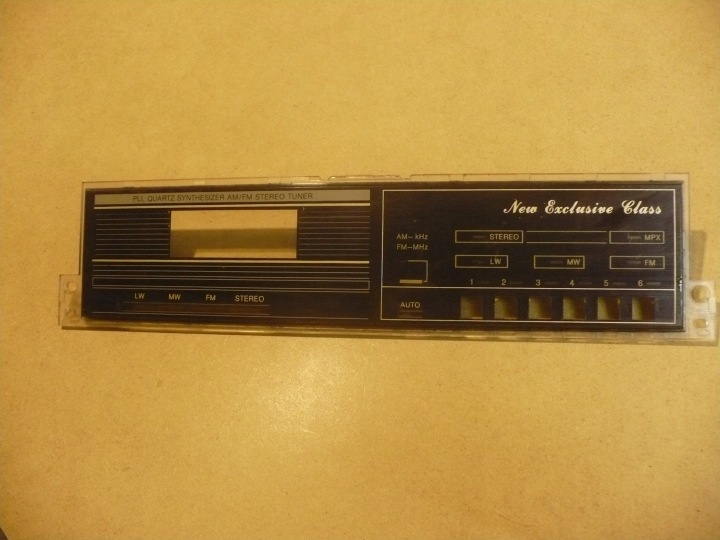 PLL QUARTZ SYNTHESIZER AM/FM STEREO TUNER
New Exclusive Class
AM–kHz
FM–MHz
STEREO
MPX
LW
MW
FM
1 2 3 4 5 6
LW MW FM STEREO
AUTO